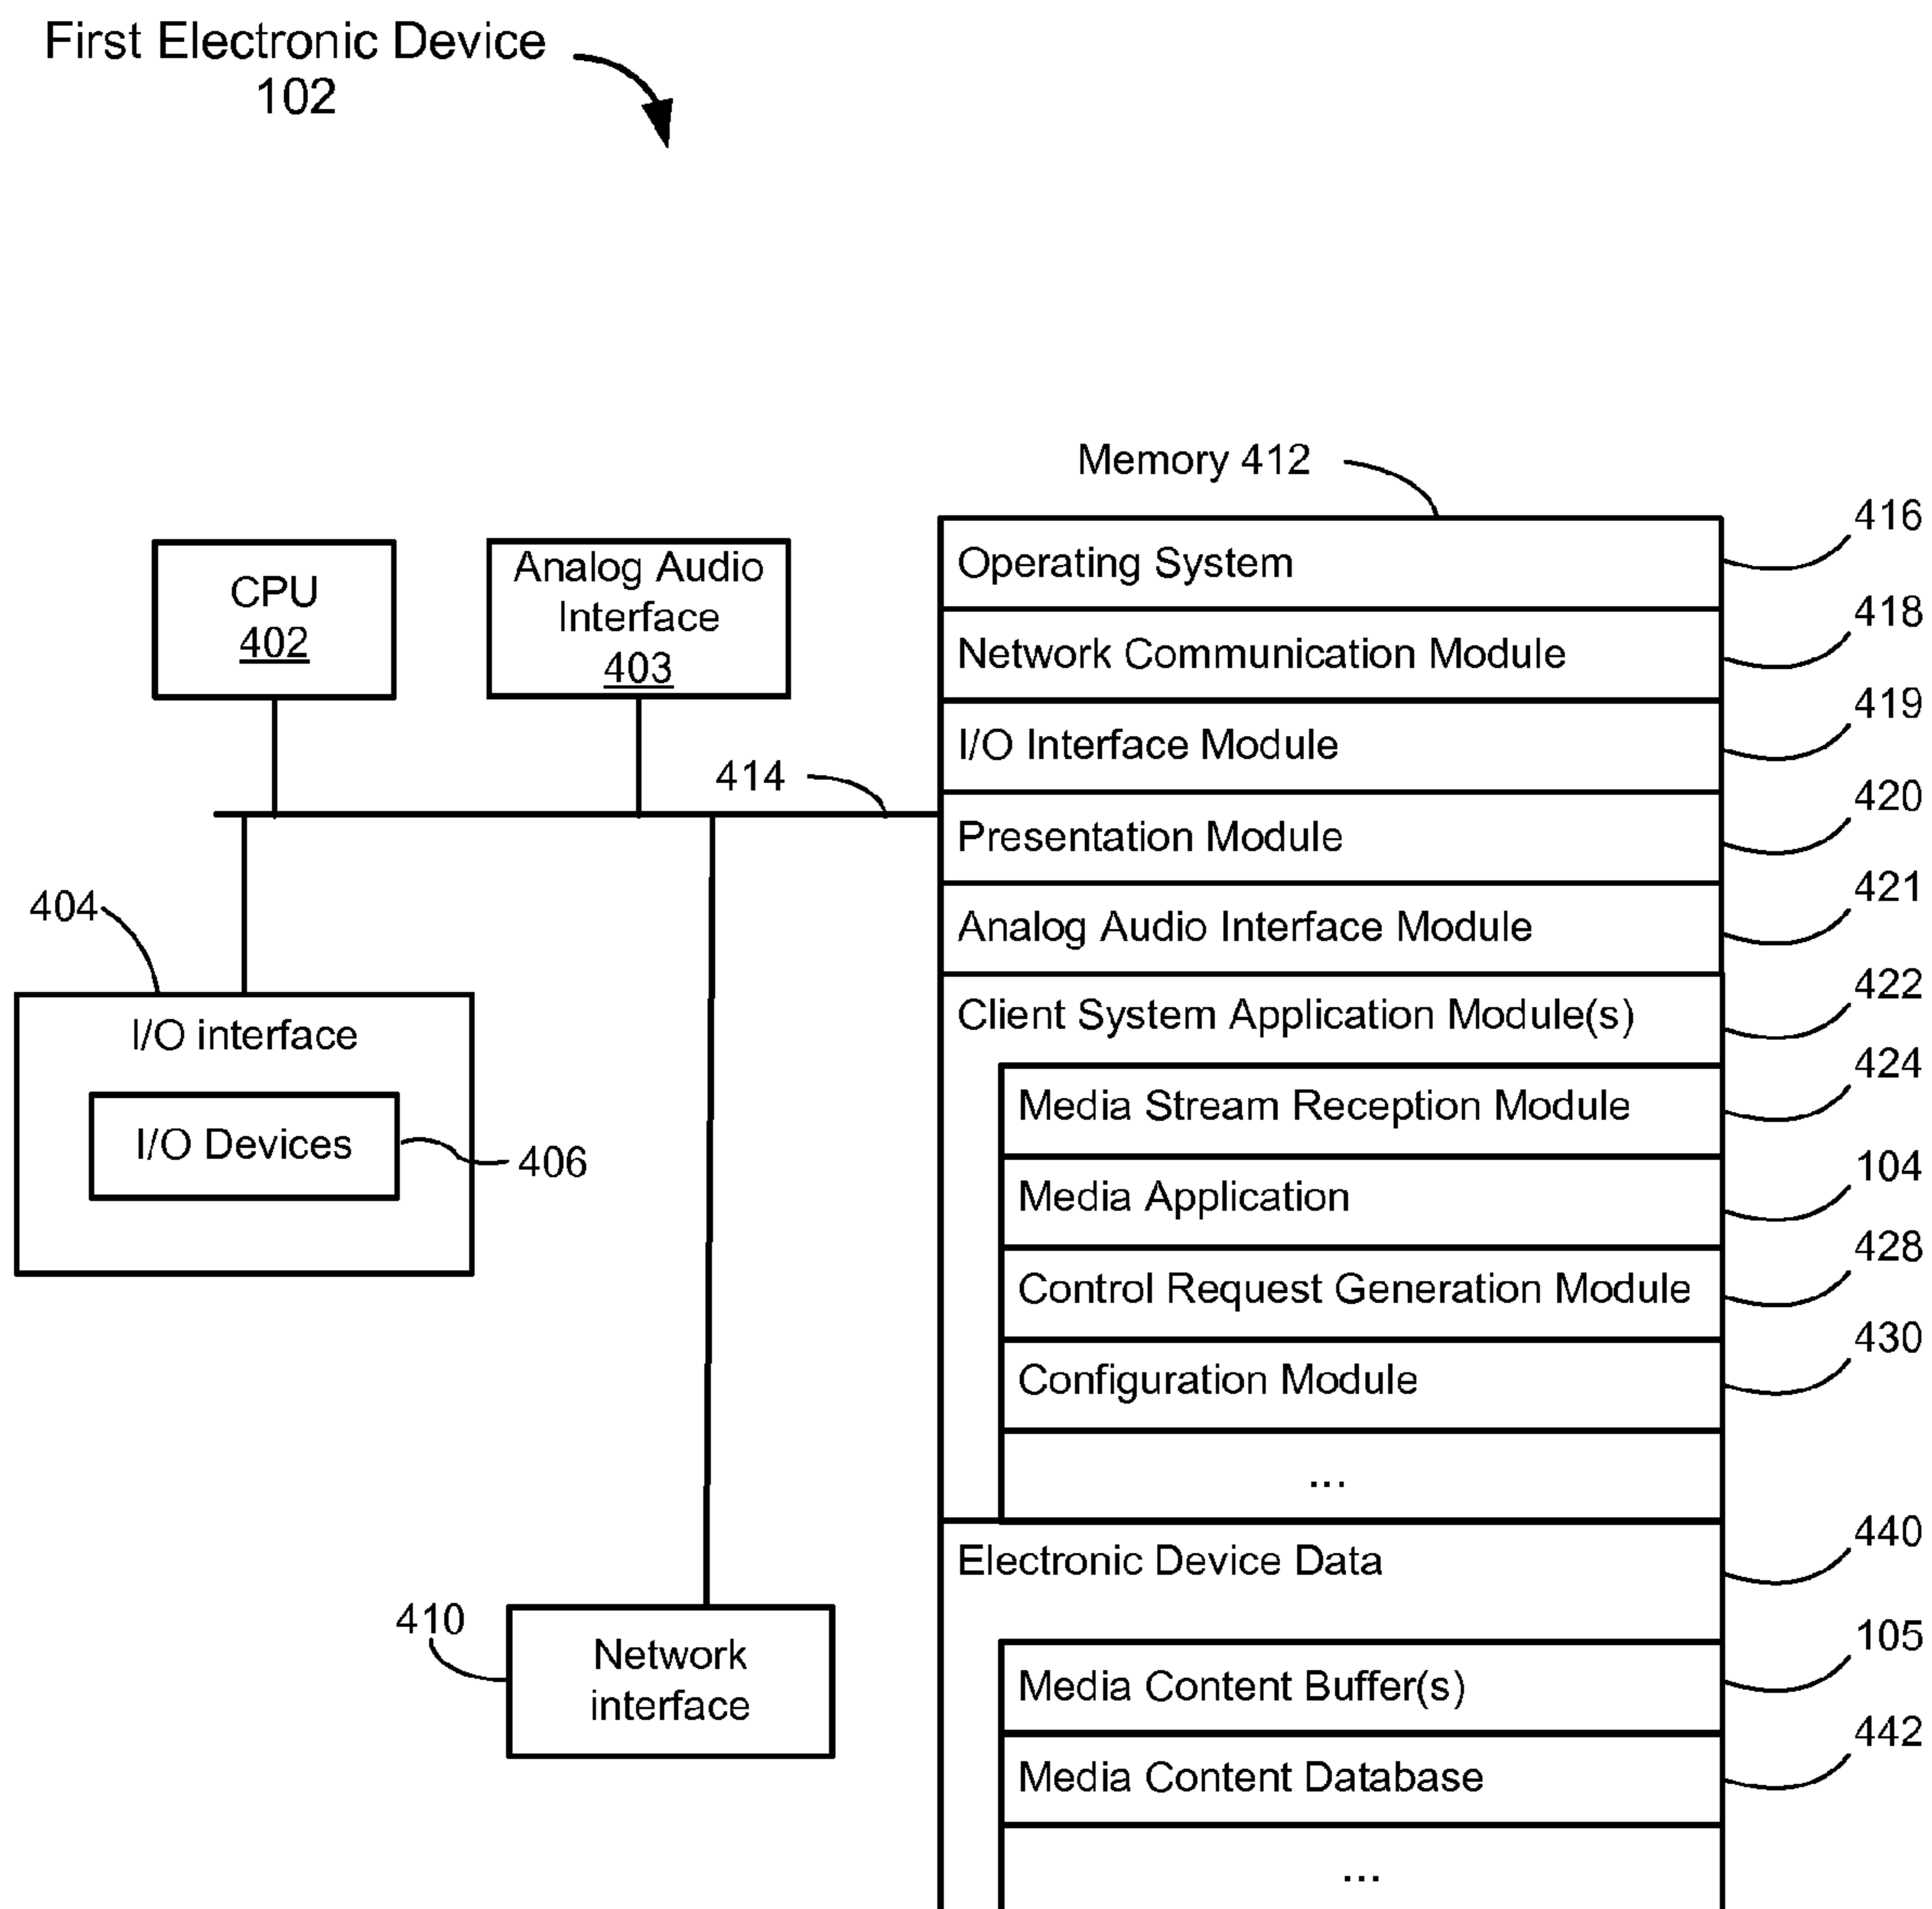 First Electronic Device
102
Memory 412
CPU
402
Analog Audio
Interface
403
414
404
I/O interface
I/O Devices
406
410
Network
interface
Operating System
416
Network Communication Module
418
I/O Interface Module
419
Presentation Module
420
Analog Audio Interface Module
421
Client System Application Module(s)
422
Media Stream Reception Module
424
Media Application
104
Control Request Generation Module
428
Configuration Module
430
...
Electronic Device Data
440
Media Content Buffer(s)
105
Media Content Database
442
...